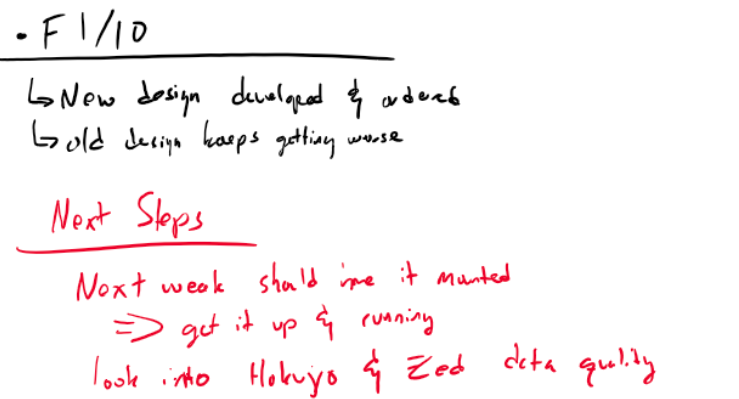 • F 1/10
↳ New design developed & ordered
↳ old design keeps getting worse
Next Steps
Next week should have it mounted
=> get it up & running
look into Hokuyo & Zed data quality